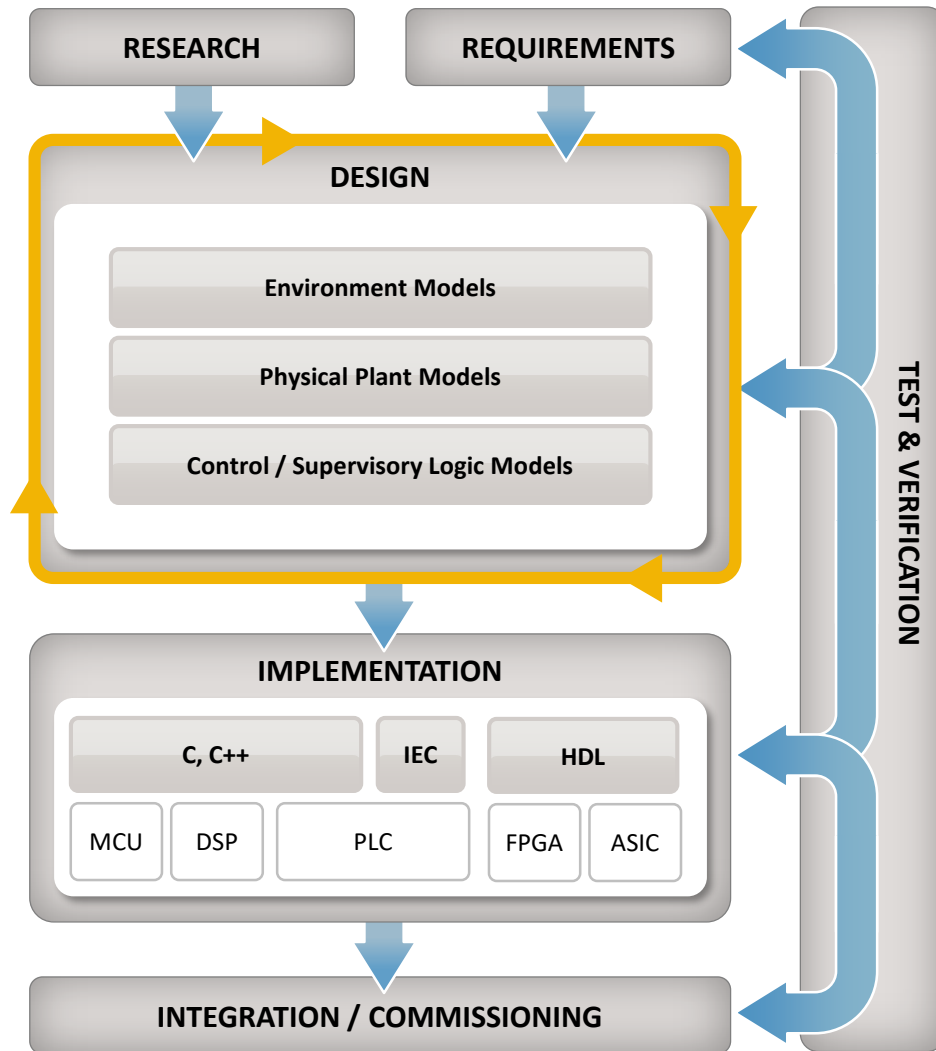 RESEARCH
REQUIREMENTS
DESIGN
Environment Models
Physical Plant Models
Control / Supervisory Logic Models
TEST & VERIFICATION
IMPLEMENTATION
C, C++
IEC
HDL
MCU
DSP
PLC
FPGA
ASIC
INTEGRATION / COMMISSIONING